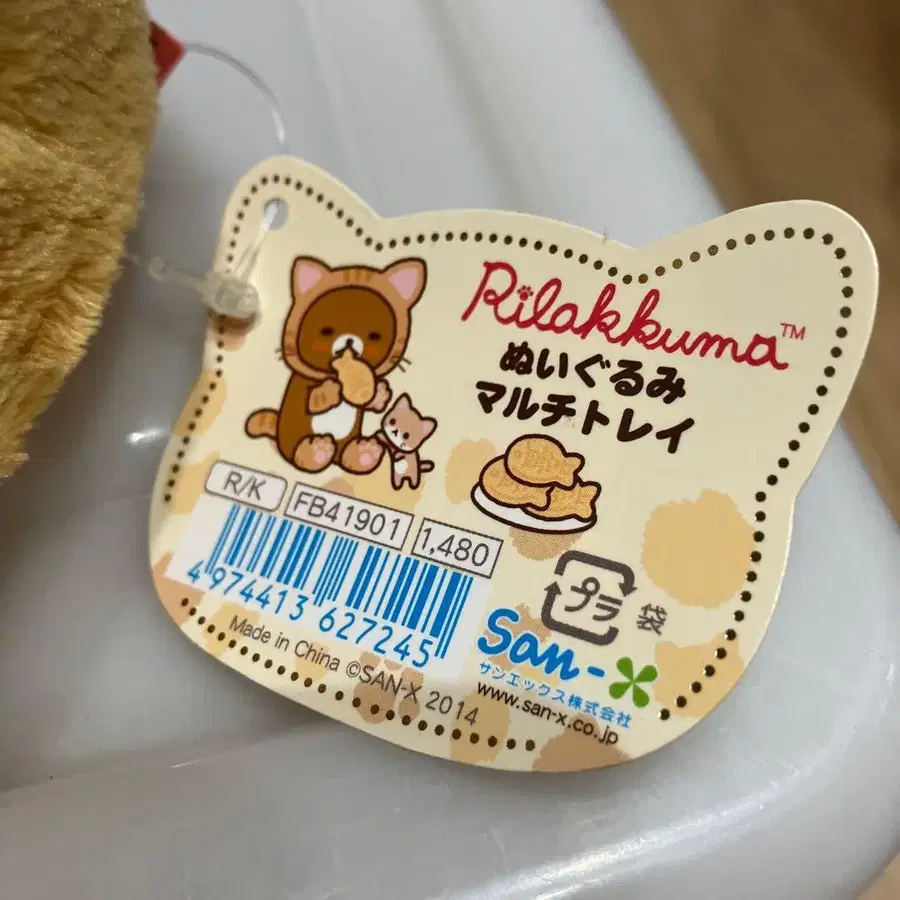 Rilakkuma™
ぬいぐるみ
マルチトレイ
R/K FB41901 1,480
4974413 627245
プラ 袋
San-
サンエックス株式会社
www.san-x.co.jp
Made in China ©SAN-X 2014